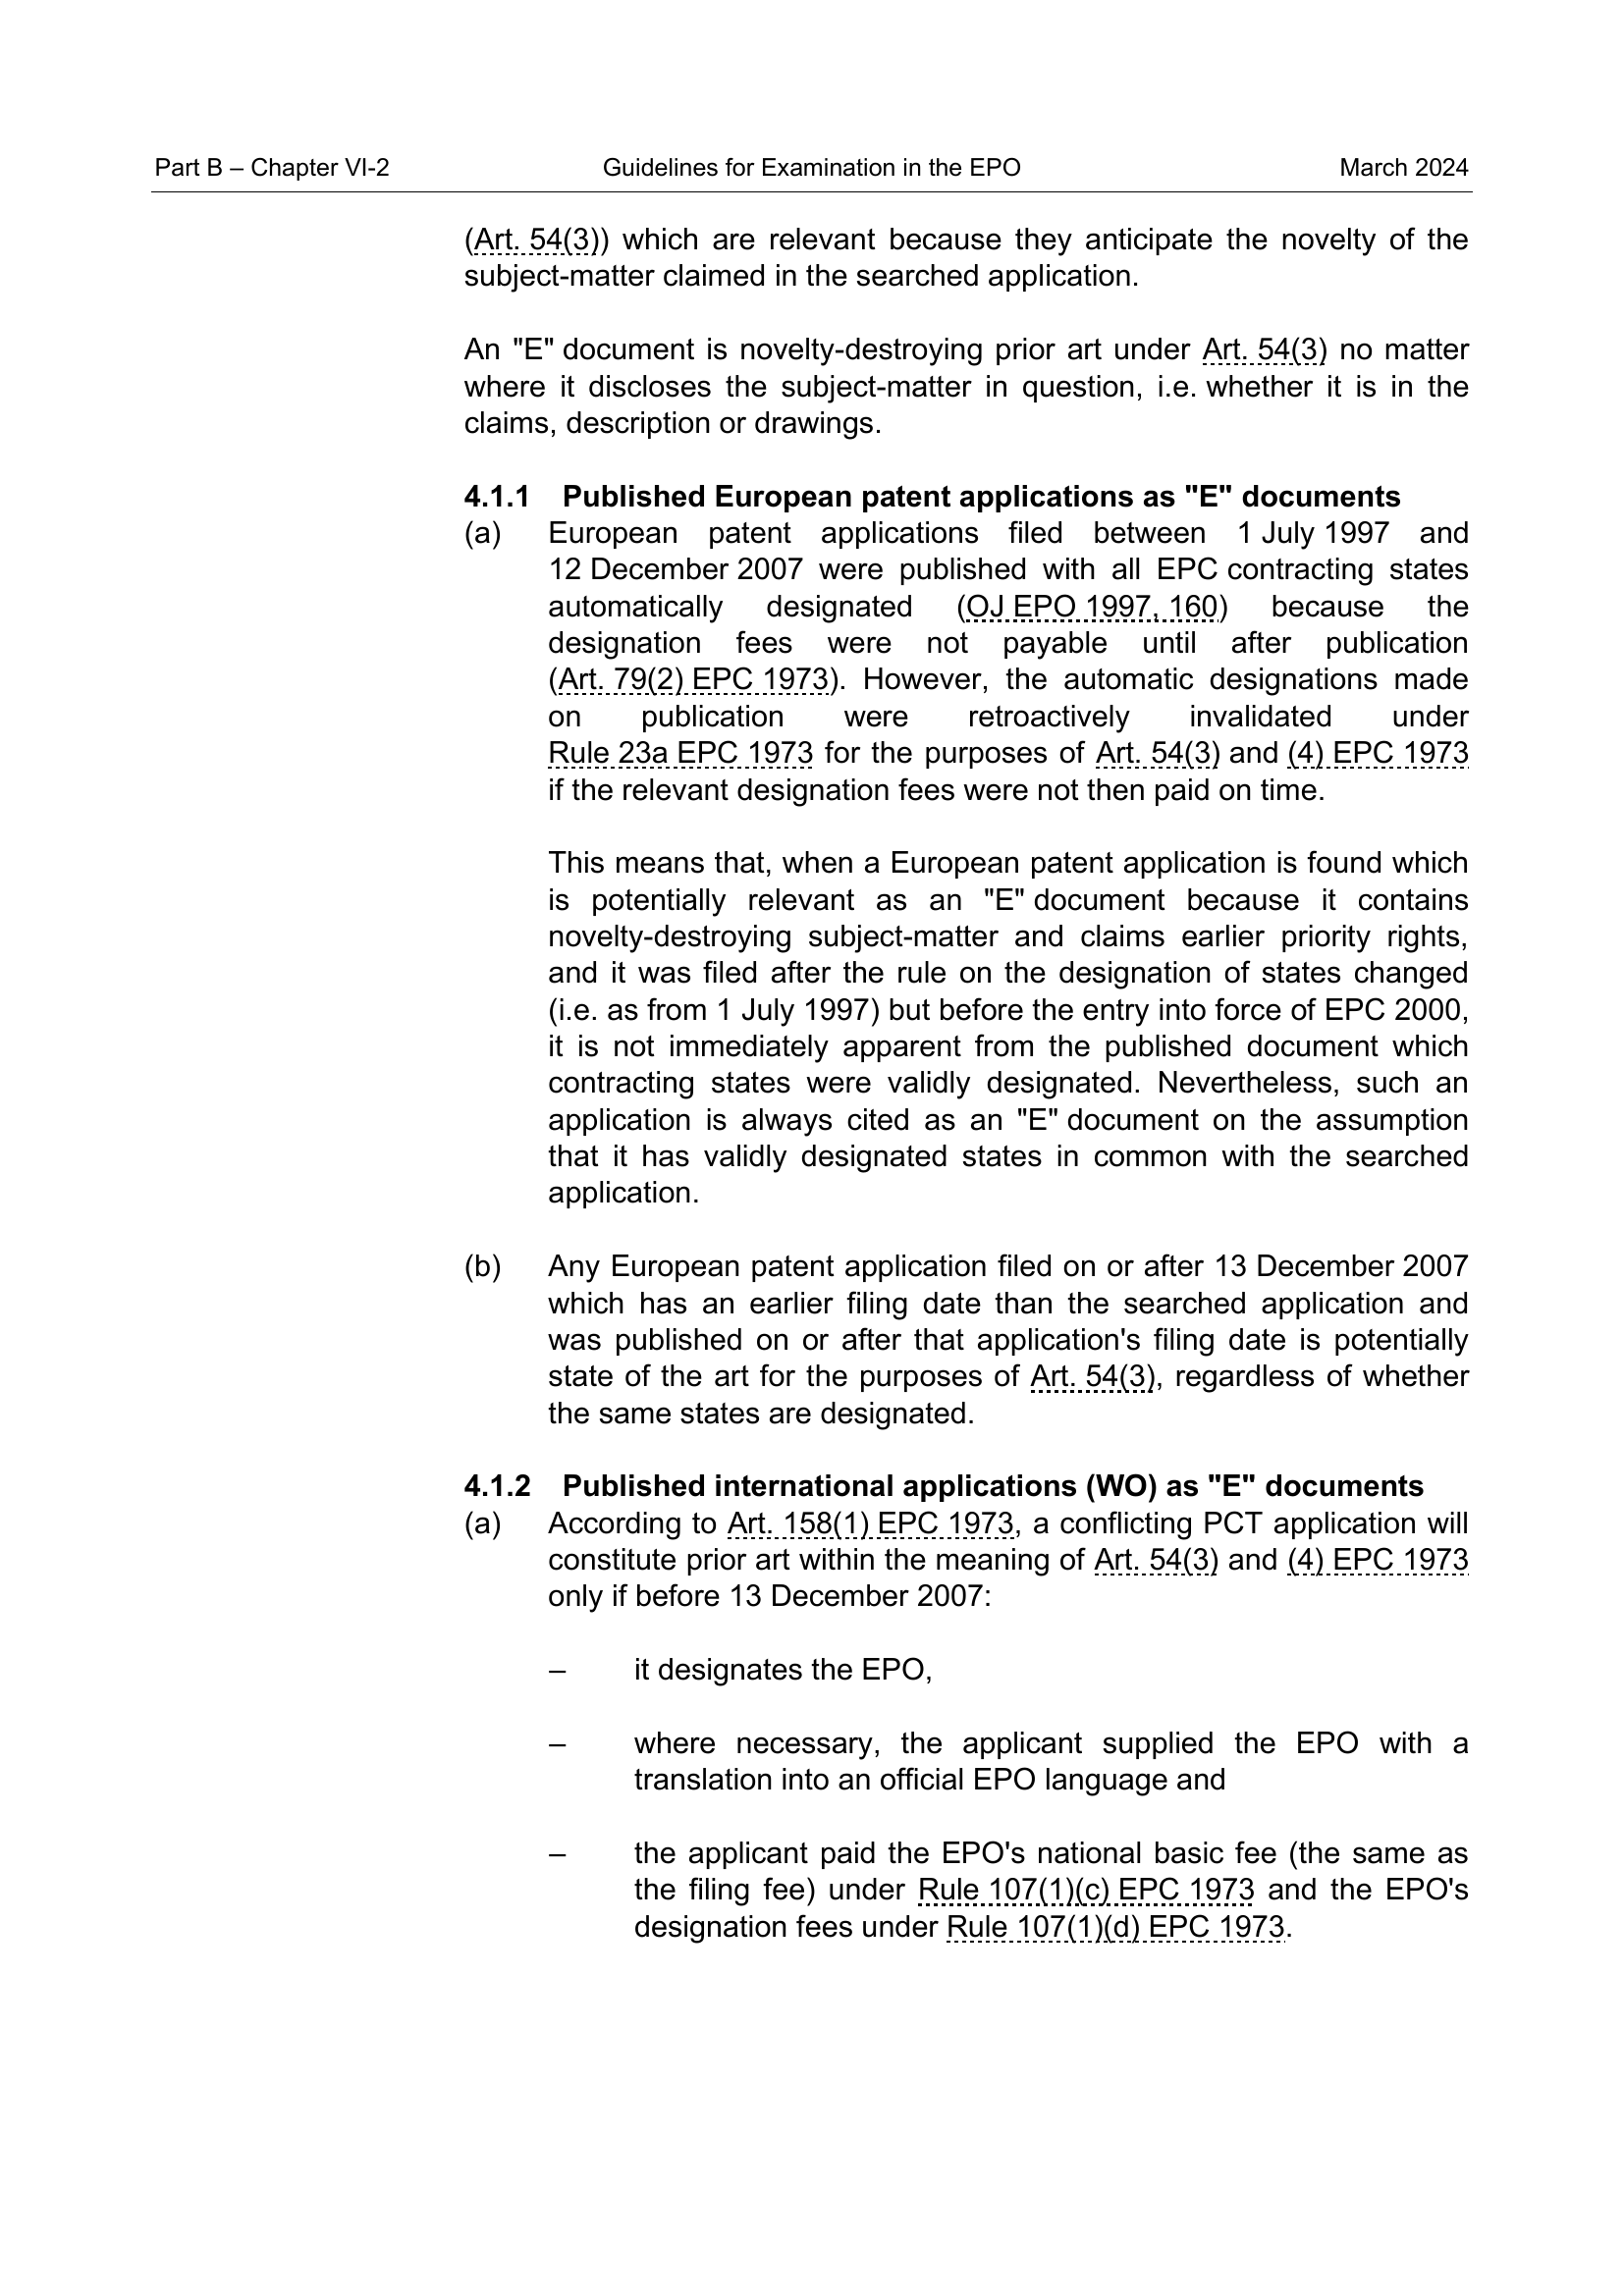 Part B – Chapter VI-2 Guidelines for Examination in the EPO March 2024
(Art. 54(3)) which are relevant because they anticipate the novelty of the
subject-matter claimed in the searched application.
An "E" document is novelty-destroying prior art under Art. 54(3) no matter
where it discloses the subject-matter in question, i.e. whether it is in the
claims, description or drawings.
4.1.1 Published European patent applications as "E" documents
(a) European patent applications filed between 1 July 1997 and
12 December 2007 were published with all EPC contracting states
automatically designated (OJ EPO 1997, 160) because the
designation fees were not payable until after publication
(Art. 79(2) EPC 1973). However, the automatic designations made
on publication were retroactively invalidated under
Rule 23a EPC 1973 for the purposes of Art. 54(3) and (4) EPC 1973
if the relevant designation fees were not then paid on time.
This means that, when a European patent application is found which
is potentially relevant as an "E" document because it contains
novelty-destroying subject-matter and claims earlier priority rights,
and it was filed after the rule on the designation of states changed
(i.e. as from 1 July 1997) but before the entry into force of EPC 2000,
it is not immediately apparent from the published document which
contracting states were validly designated. Nevertheless, such an
application is always cited as an "E" document on the assumption
that it has validly designated states in common with the searched
application.
(b) Any European patent application filed on or after 13 December 2007
which has an earlier filing date than the searched application and
was published on or after that application's filing date is potentially
state of the art for the purposes of Art. 54(3), regardless of whether
the same states are designated.
4.1.2 Published international applications (WO) as "E" documents
(a) According to Art. 158(1) EPC 1973, a conflicting PCT application will
constitute prior art within the meaning of Art. 54(3) and (4) EPC 1973
only if before 13 December 2007:
– it designates the EPO,
– where necessary, the applicant supplied the EPO with a
translation into an official EPO language and
– the applicant paid the EPO's national basic fee (the same as
the filing fee) under Rule 107(1)(c) EPC 1973 and the EPO's
designation fees under Rule 107(1)(d) EPC 1973.